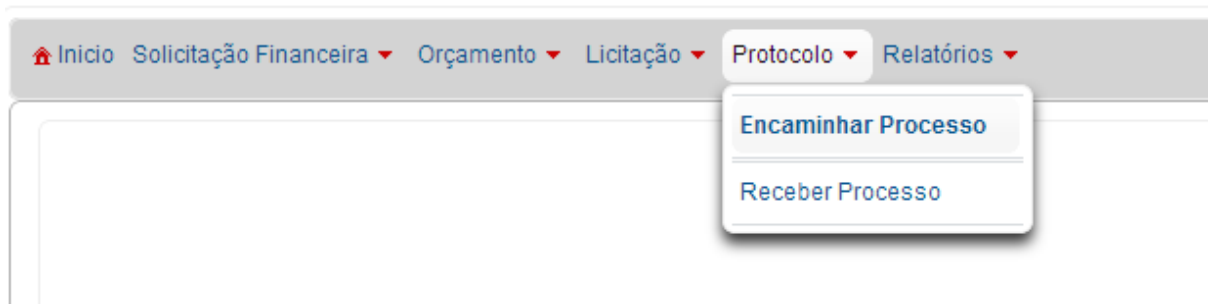 Inicio Solicitação Financeira Orçamento Licitação Protocolo Relatórios
Encaminhar Processo
Receber Processo